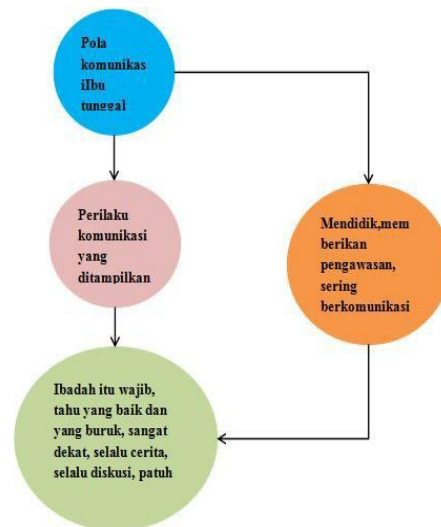 Pola
komunikas
iIbu
tunggal
Perilaku
komunikasi
yang
ditampilkan
Mendidik,mem
berikan
pengawasan,
sering
berkomunikasi
Ibadah itu wajib,
tahu yang baik dan
yang buruk, sangat
dekat, selalu cerita,
selalu diskusi, patuh